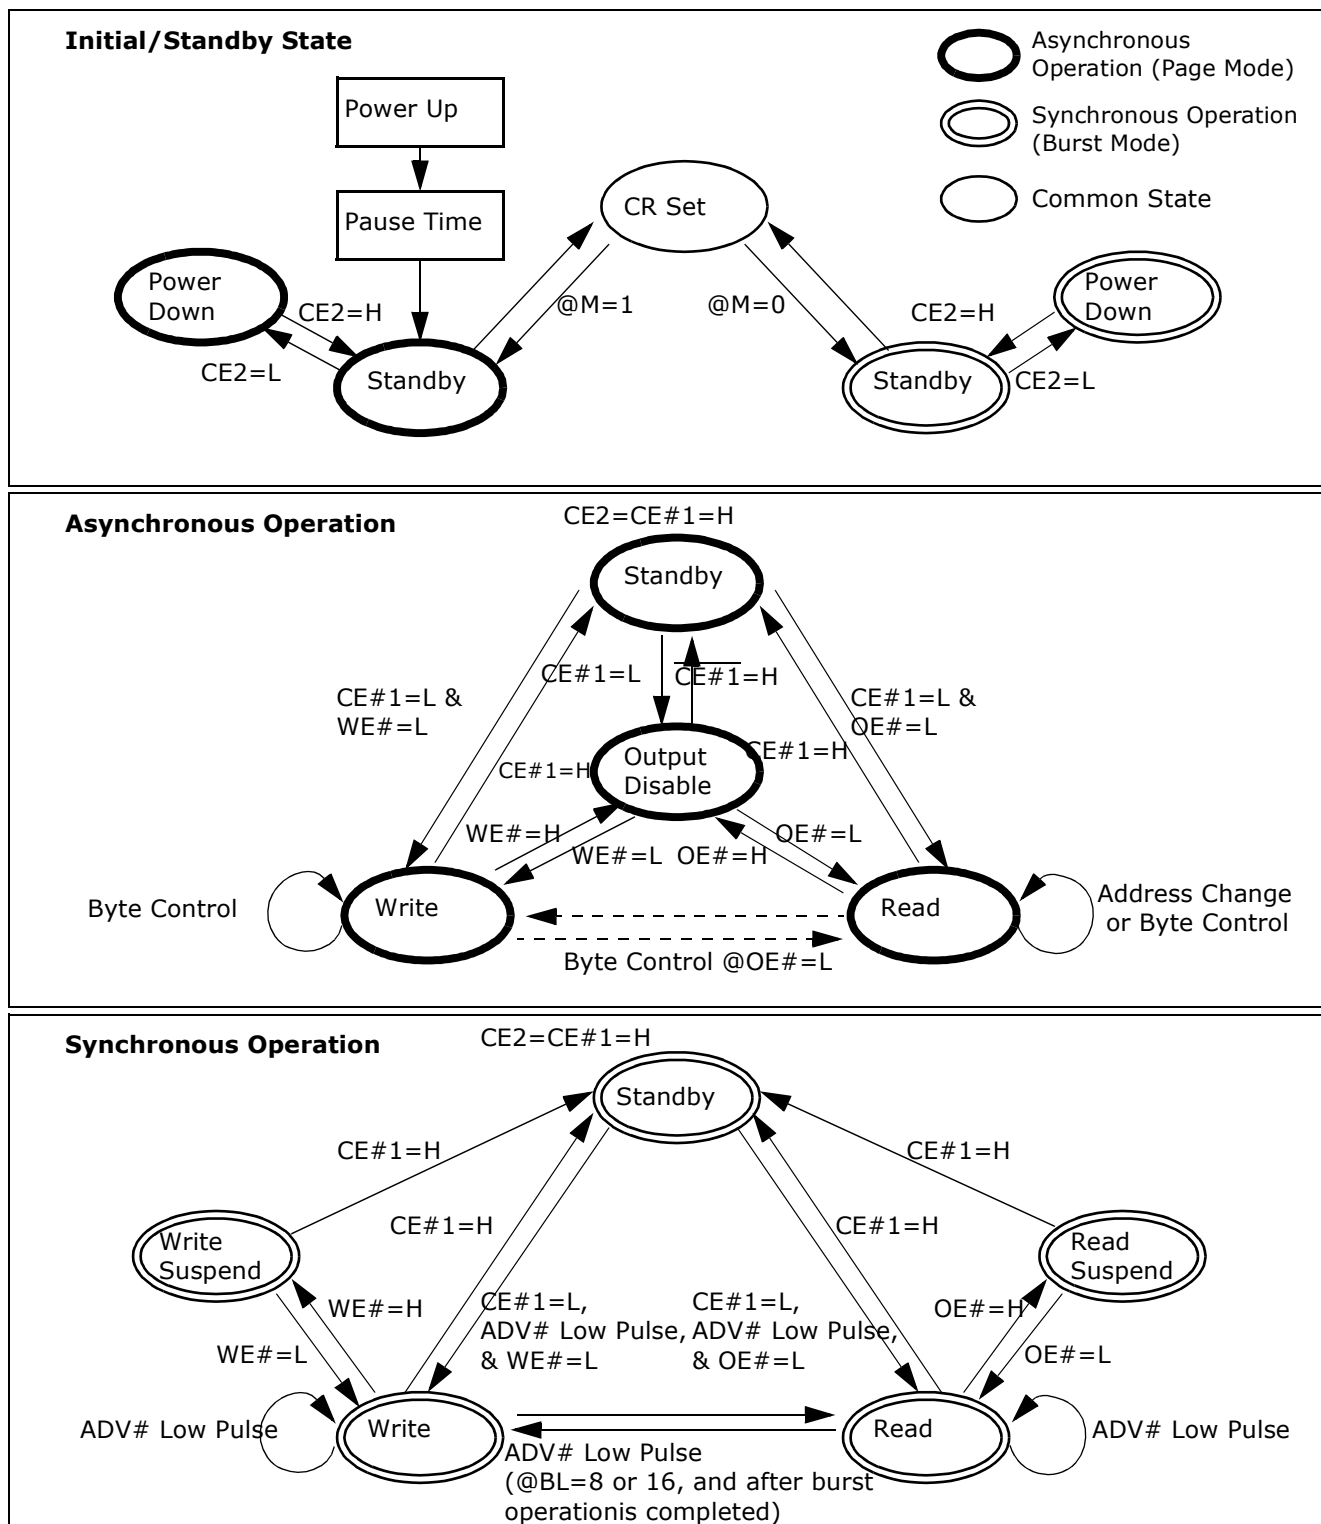 Initial/Standby State
Asynchronous
Operation (Page Mode)
Power Up
Synchronous Operation
(Burst Mode)
CR Set
Common State
Pause Time
Power
Down
CE2=H
@M=1
@M=0
CE2=H
Power
Down
CE2=L
Standby
Standby
CE2=L
Asynchronous Operation
CE2=CE#1=H
Standby
CE#1=L
CE#1=H
CE#1=L &
WE#=L
CE#1=L &
OE#=L
CE#1=H
Output
Disable
CE#1=H
WE#=H
OE#=L
WE#=L
OE#=H
Byte Control
Write
Read
Address Change
or Byte Control
Byte Control @OE#=L
Synchronous Operation
CE2=CE#1=H
Standby
CE#1=H
CE#1=H
CE#1=H
CE#1=H
Write
Suspend
Read
Suspend
WE#=H
CE#1=L,
ADV# Low Pulse,
& WE#=L
CE#1=L,
ADV# Low Pulse,
& OE#=L
OE#=H
WE#=L
OE#=L
ADV# Low Pulse
Write
Read
ADV# Low Pulse
ADV# Low Pulse
(@BL=8 or 16, and after burst
operationis completed)